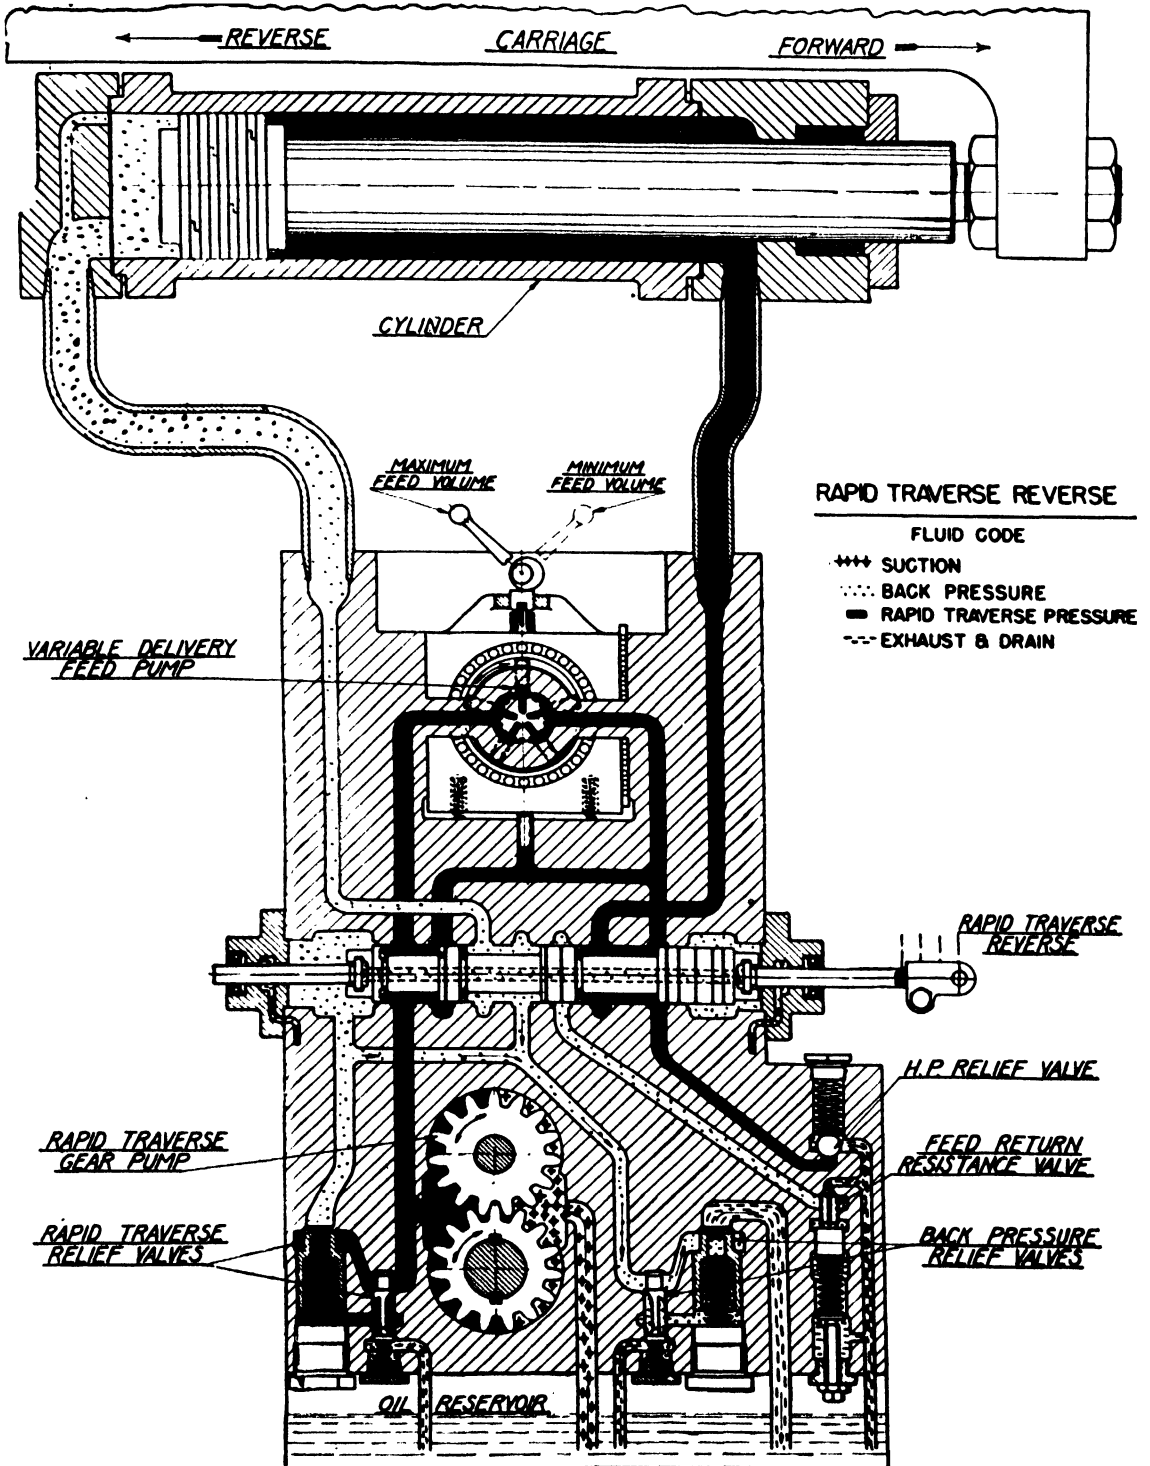 REVERSE
CARRIAGE
FORWARD
CYLINDER
MAXIMUM
FEED VOLUME
MINIMUM
FEED VOLUME
RAPID TRAVERSE REVERSE
FLUID CODE
SUCTION
BACK PRESSURE
RAPID TRAVERSE PRESSURE
EXHAUST & DRAIN
VARIABLE DELIVERY
FEED PUMP
RAPID TRAVERSE
REVERSE
H.P. RELIEF VALVE
RAPID TRAVERSE
GEAR PUMP
FEED RETURN
RESISTANCE VALVE
RAPID TRAVERSE
RELIEF VALVES
BACK PRESSURE
RELIEF VALVES
OIL RESERVOIR